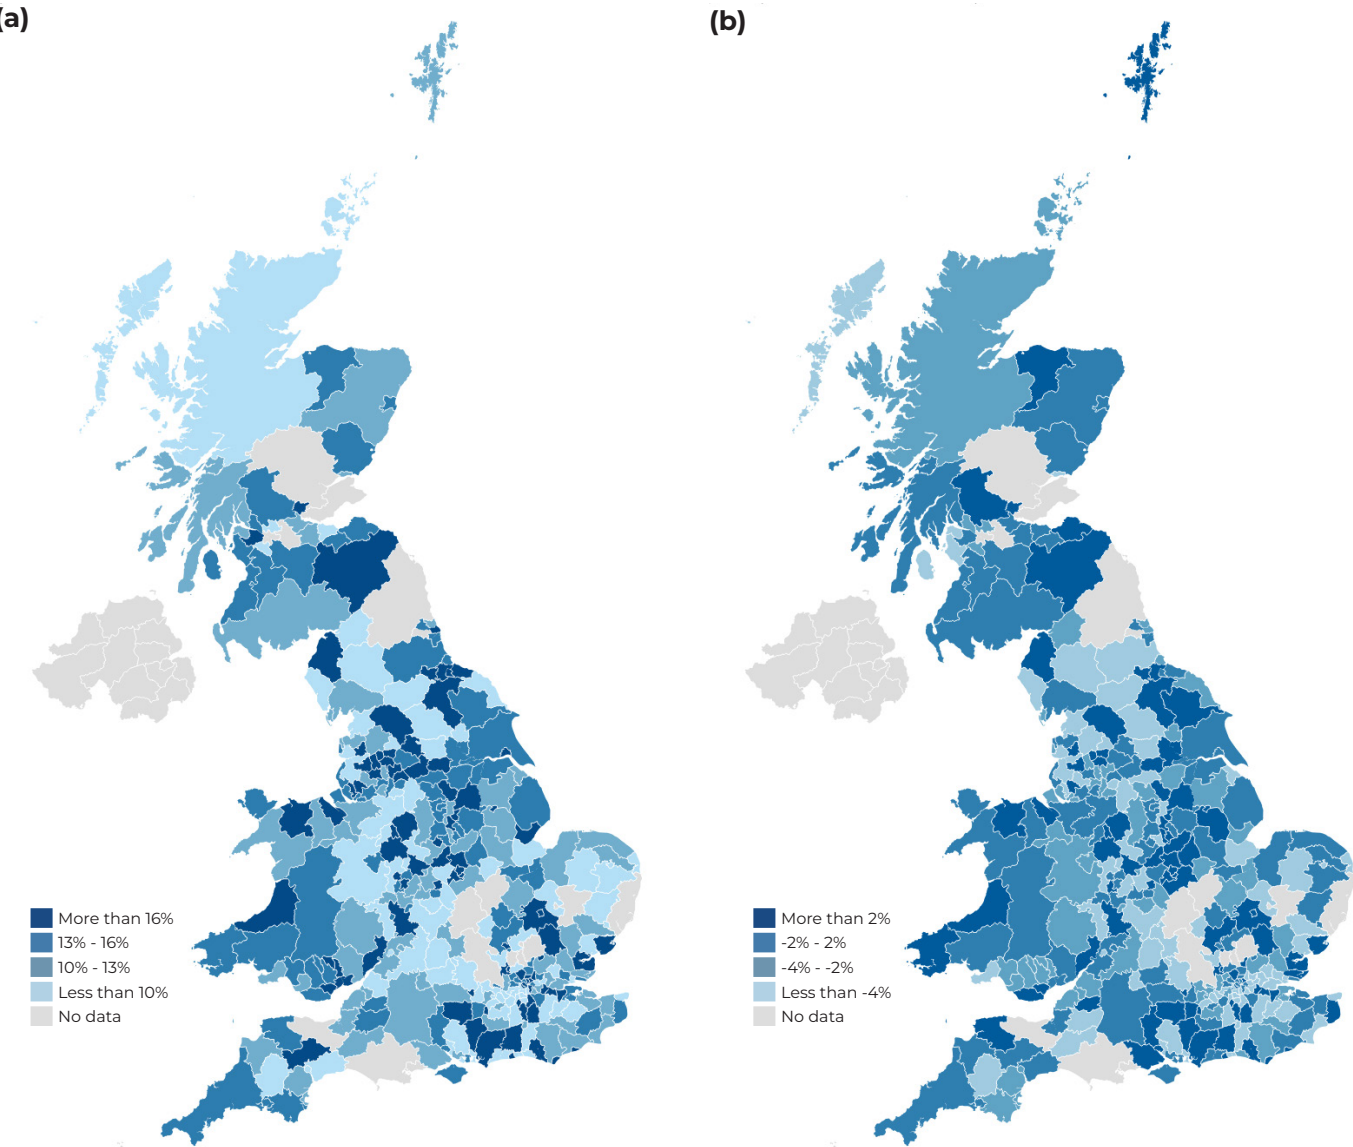 (a)
More than 16%
13% - 16%
10% - 13%
Less than 10%
No data
(b)
More than 2%
-2% - 2%
-4% - -2%
Less than -4%
No data